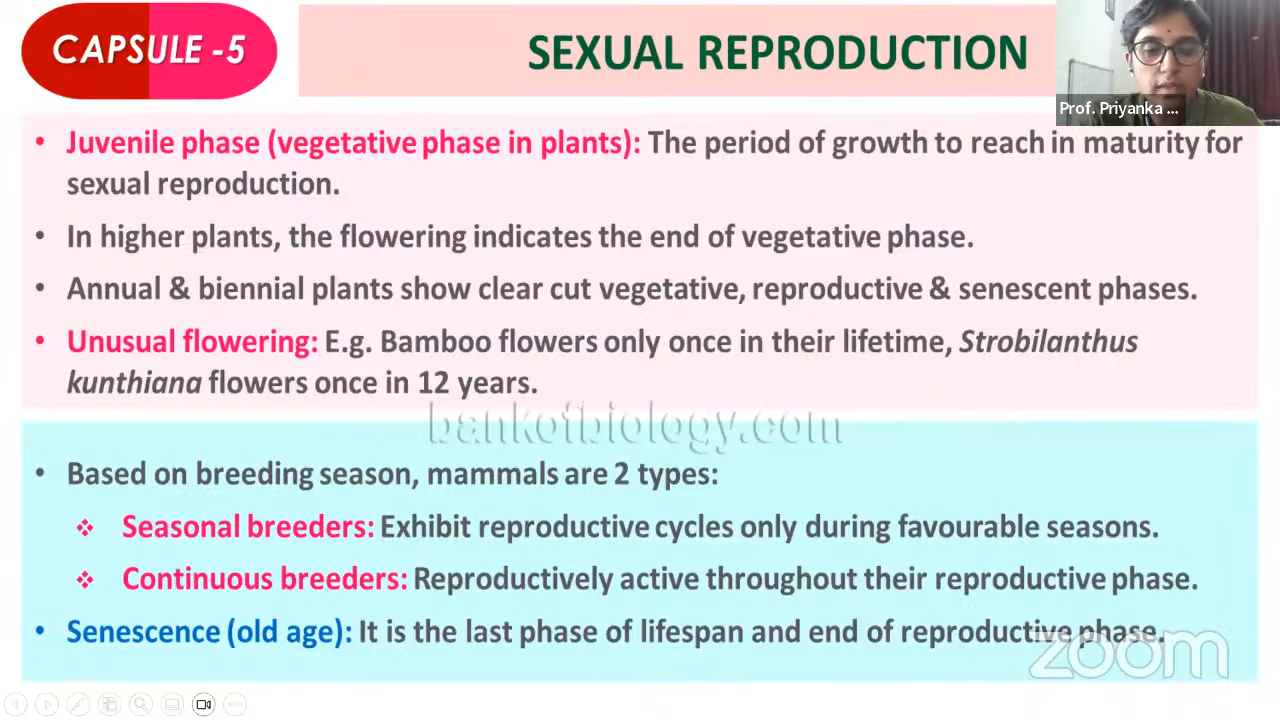 CAPSULE -5
SEXUAL REPRODUCTION
Prof. Priyanka ...
• Juvenile phase (vegetative phase in plants): The period of growth to reach in maturity for
sexual reproduction.
• In higher plants, the flowering indicates the end of vegetative phase.
• Annual & biennial plants show clear cut vegetative, reproductive & senescent phases.
• Unusual flowering: E.g. Bamboo flowers only once in their lifetime, Strobilanthus
kunthiana flowers once in 12 years.
bankofbiology.com
• Based on breeding season, mammals are 2 types:
❖ Seasonal breeders: Exhibit reproductive cycles only during favourable seasons.
❖ Continuous breeders: Reproductively active throughout their reproductive phase.
• Senescence (old age): It is the last phase of lifespan and end of reproductive phase.
zoom